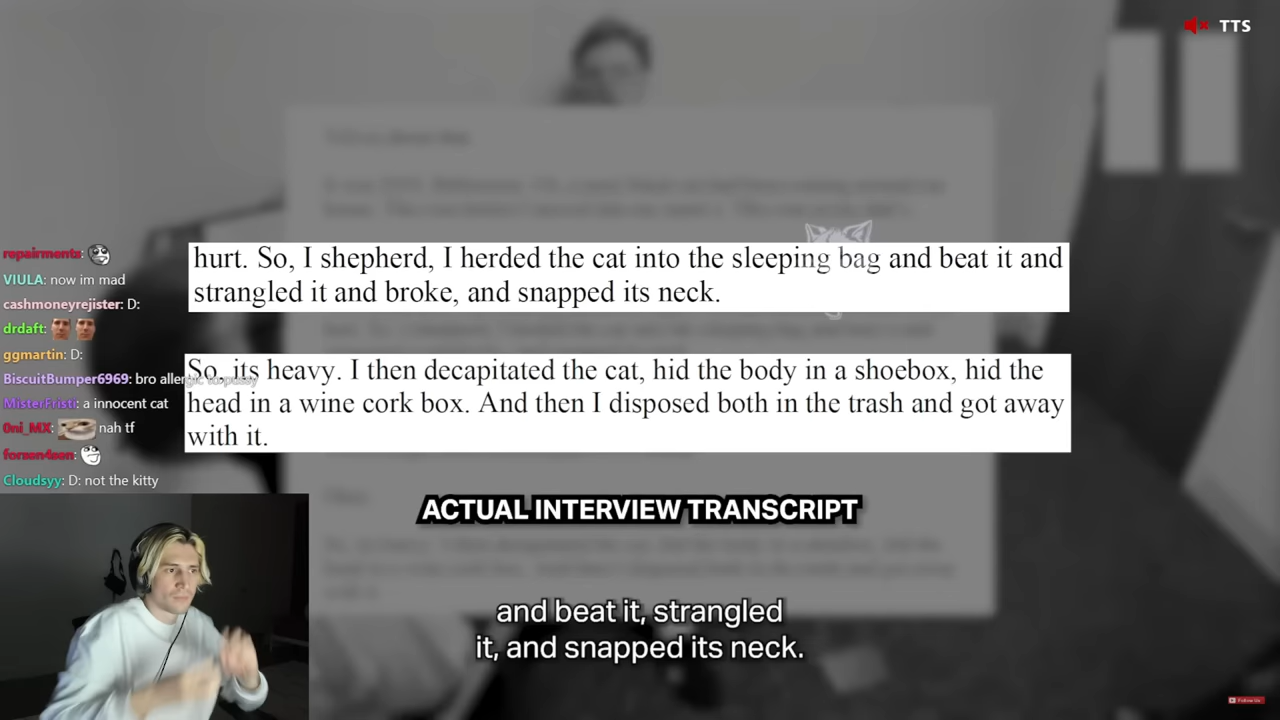 TTS
repairments:
VIULA: now im mad
cashmoneyrejister: D:
drdaft:
ggmartin: D:
BiscuitBumper6969: bro allergic to pussy
MisterFristi: a innocent cat
0ni_MX: nah tf
forsen4sen:
Cloudsyy: D: not the kitty
hurt. So, I shepherd, I herded the cat into the sleeping bag and beat it and
strangled it and broke, and snapped its neck.
So, its heavy. I then decapitated the cat, hid the body in a shoebox, hid the
head in a wine cork box. And then I disposed both in the trash and got away
with it.
ACTUAL INTERVIEW TRANSCRIPT
and beat it, strangled
it, and snapped its neck.
Follow Us